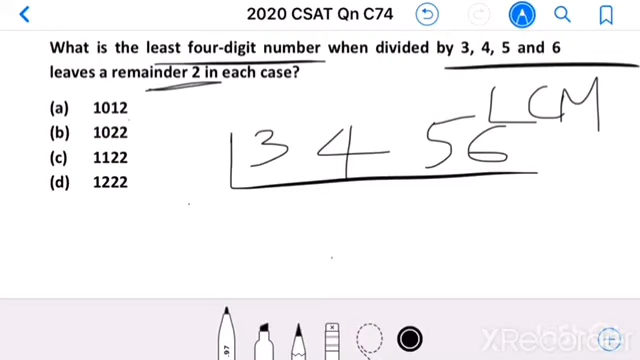 2020 CSAT Qn C74
What is the least four-digit number when divided by 3, 4, 5 and 6
leaves a remainder 2 in each case?
(a) 1012
(b) 1022
(c) 1122
(d) 1222
LCM
3 4 5 6
.97
XRecorder